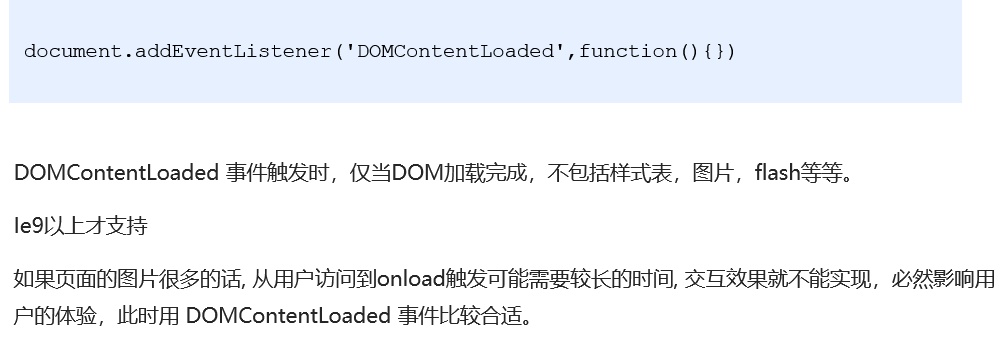 document.addEventListener('DOMContentLoaded',function(){})
DOMContentLoaded 事件触发时，仅当DOM加载完成，不包括样式表，图片，flash等等。
Ie9以上才支持
如果页面的图片很多的话, 从用户访问到onload触发可能需要较长的时间, 交互效果就不能实现，必然影响用
户的体验，此时用 DOMContentLoaded 事件比较合适。